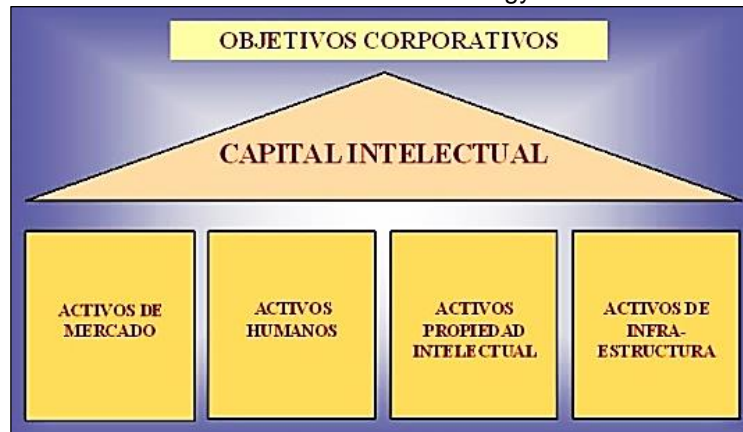 OBJETIVOS CORPORATIVOS
CAPITAL INTELECTUAL
ACTIVOS DE
MERCADO
ACTIVOS
HUMANOS
ACTIVOS
PROPIEDAD
INTELECTUAL
ACTIVOS DE
INFRA-
ESTRUCTURA